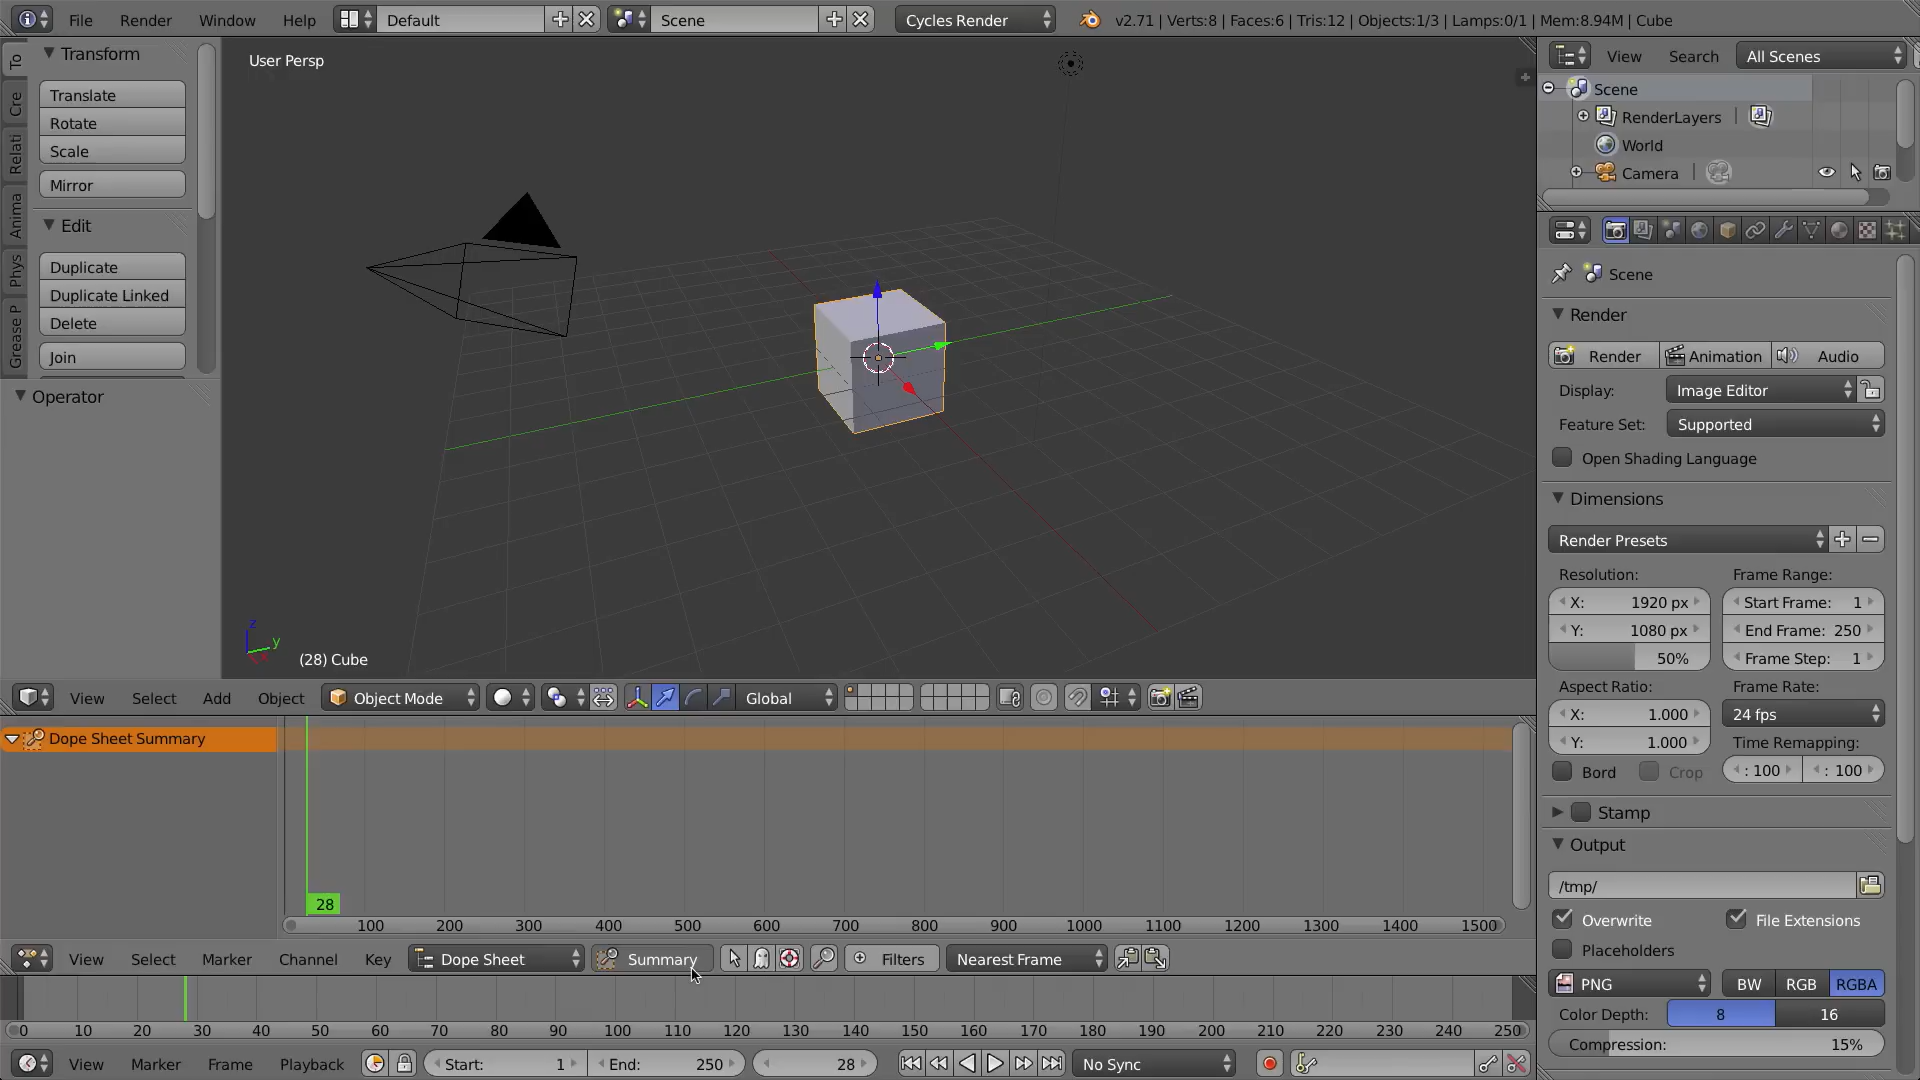 File Render Window Help Default Scene Cycles Render v2.71 | Verts:8 | Faces:6 | Tris:12 | Objects:1/3 | Lamps:0/1 | Mem:8.94M | Cube
To
Cre
Relati
Anima
Phys
Grease P
Transform
Translate
Rotate
Scale
Mirror
Edit
Duplicate
Duplicate Linked
Delete
Join
Operator
User Persp
z
y
x
(28) Cube
View Search All Scenes
Scene
RenderLayers
World
Camera
Scene
Render
Render Animation Audio
Display: Image Editor
Feature Set: Supported
Open Shading Language
Dimensions
Render Presets
Resolution: Frame Range:
X: 1920 px Start Frame: 1
Y: 1080 px End Frame: 250
50% Frame Step: 1
Aspect Ratio: Frame Rate:
X: 1.000 24 fps
Y: 1.000 Time Remapping:
Bord Crop : 100 : 100
Stamp
Output
/tmp/
Overwrite File Extensions
Placeholders
PNG BW RGB RGBA
Color Depth: 8 16
Compression: 15%
View Select Add Object Object Mode Global
Dope Sheet Summary
28
100 200 300 400 500 600 700 800 900 1000 1100 1200 1300 1400 1500
View Select Marker Channel Key Dope Sheet Summary Filters Nearest Frame
0 10 20 30 40 50 60 70 80 90 100 110 120 130 140 150 160 170 180 190 200 210 220 230 240 250
View Marker Frame Playback Start: 1 End: 250 28 No Sync